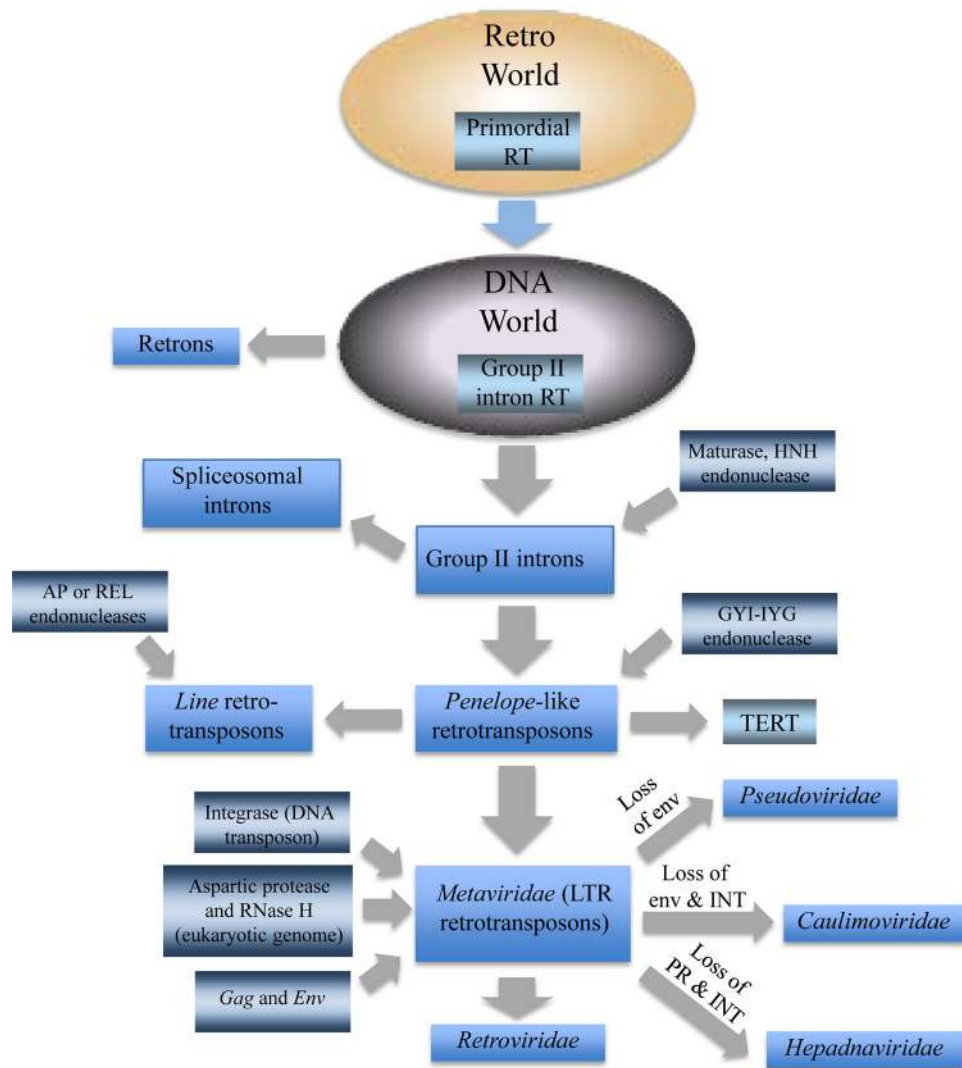 Retro
World
Primordial
RT
DNA
World
Retrons
Group II
intron RT
Maturase, HNH
endonuclease
Spliceosomal
introns
Group II introns
AP or REL
endonucleases
GYI-IYG
endonuclease
Line retro-
transposons
Penelope-like
retrotransposons
TERT
Integrase (DNA
transposon)
Loss
of env
Pseudoviridae
Aspartic protease
and RNase H
(eukaryotic genome)
Metaviridae (LTR
retrotransposons)
Loss of
env & INT
Caulimoviridae
Gag and Env
Loss of
PR & INT
Retroviridae
Hepadnaviridae